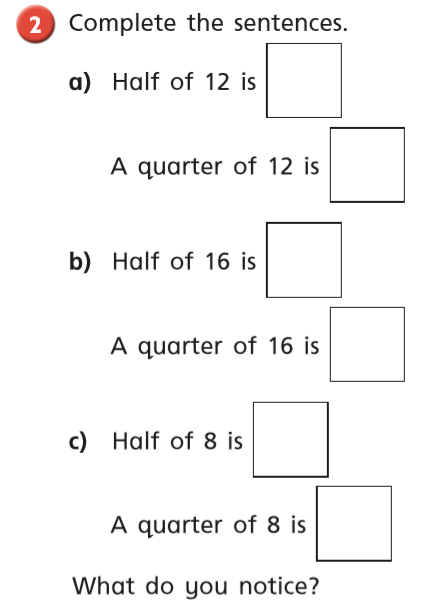 2 Complete the sentences.
a) Half of 12 is
A quarter of 12 is
b) Half of 16 is
A quarter of 16 is
c) Half of 8 is
A quarter of 8 is
What do you notice?